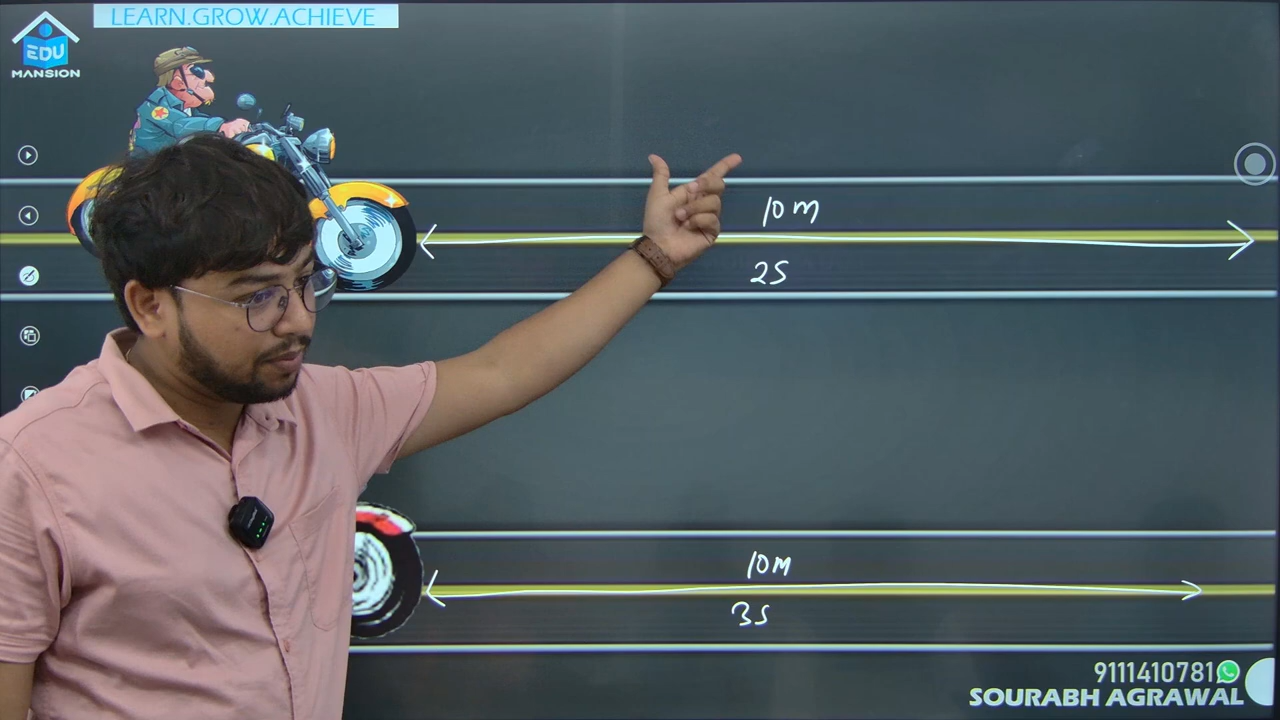 LEARN.GROW.ACHIEVE
EDU
MANSION
10 m
2S
10m
3s
9111410781
SOURABH AGRAWAL